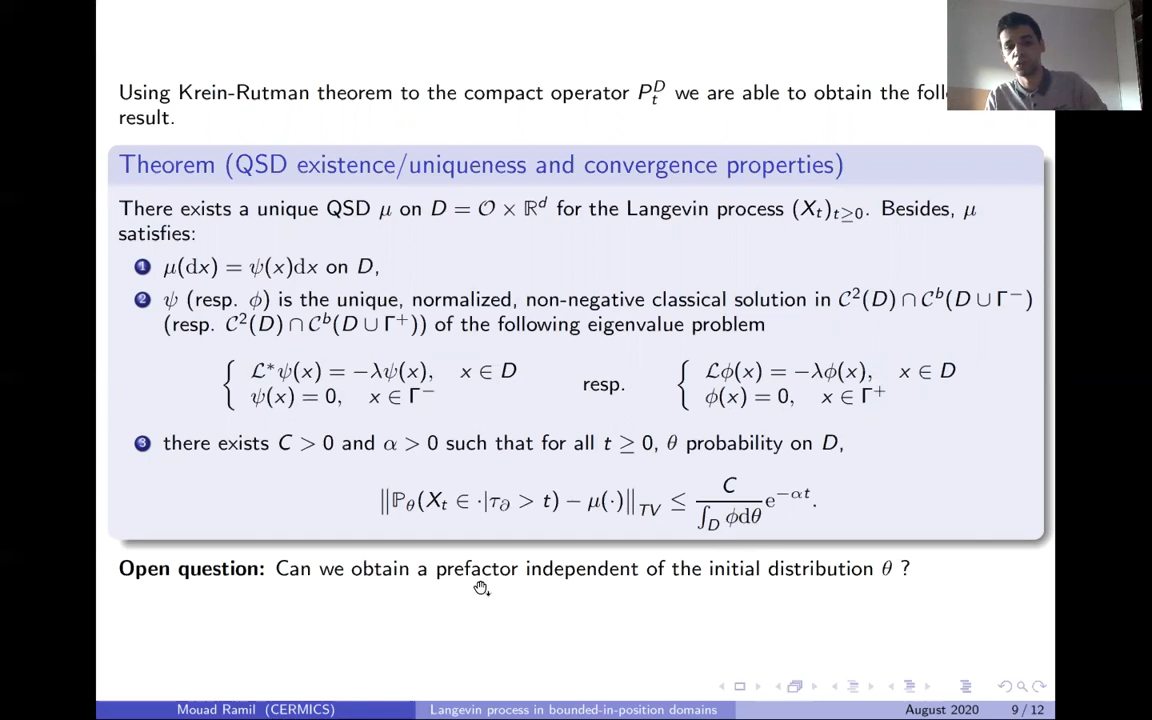 Using Krein-Rutman theorem to the compact operator P_t^D we are able to obtain the
result.
Theorem (QSD existence/uniqueness and convergence properties)
There exists a unique QSD μ on D = 𝒪 × ℝ^d for the Langevin process (X_t)_{t≥0}. Besides, μ
satisfies:
1 μ(dx) = ψ(x)dx on D,
2 ψ (resp. ϕ) is the unique, normalized, non-negative classical solution in 𝒞²(D) ∩ 𝒞^b(D ∪ Γ⁻)
(resp. 𝒞²(D) ∩ 𝒞^b(D ∪ Γ⁺)) of the following eigenvalue problem
{ ℒ*ψ(x) = −λψ(x), x ∈ D
ψ(x) = 0, x ∈ Γ⁻
resp.
{ ℒϕ(x) = −λϕ(x), x ∈ D
ϕ(x) = 0, x ∈ Γ⁺
3 there exists C > 0 and α > 0 such that for all t ≥ 0, θ probability on D,
‖ℙ_θ(X_t ∈ ·|τ_∂ > t) − μ(·)‖_{TV} ≤ C / ∫_D ϕdθ e^{−αt}.
Open question: Can we obtain a prefactor independent of the initial distribution θ ?
Mouad Ramil (CERMICS) Langevin process in bounded-in-position domains August 2020 9 / 12